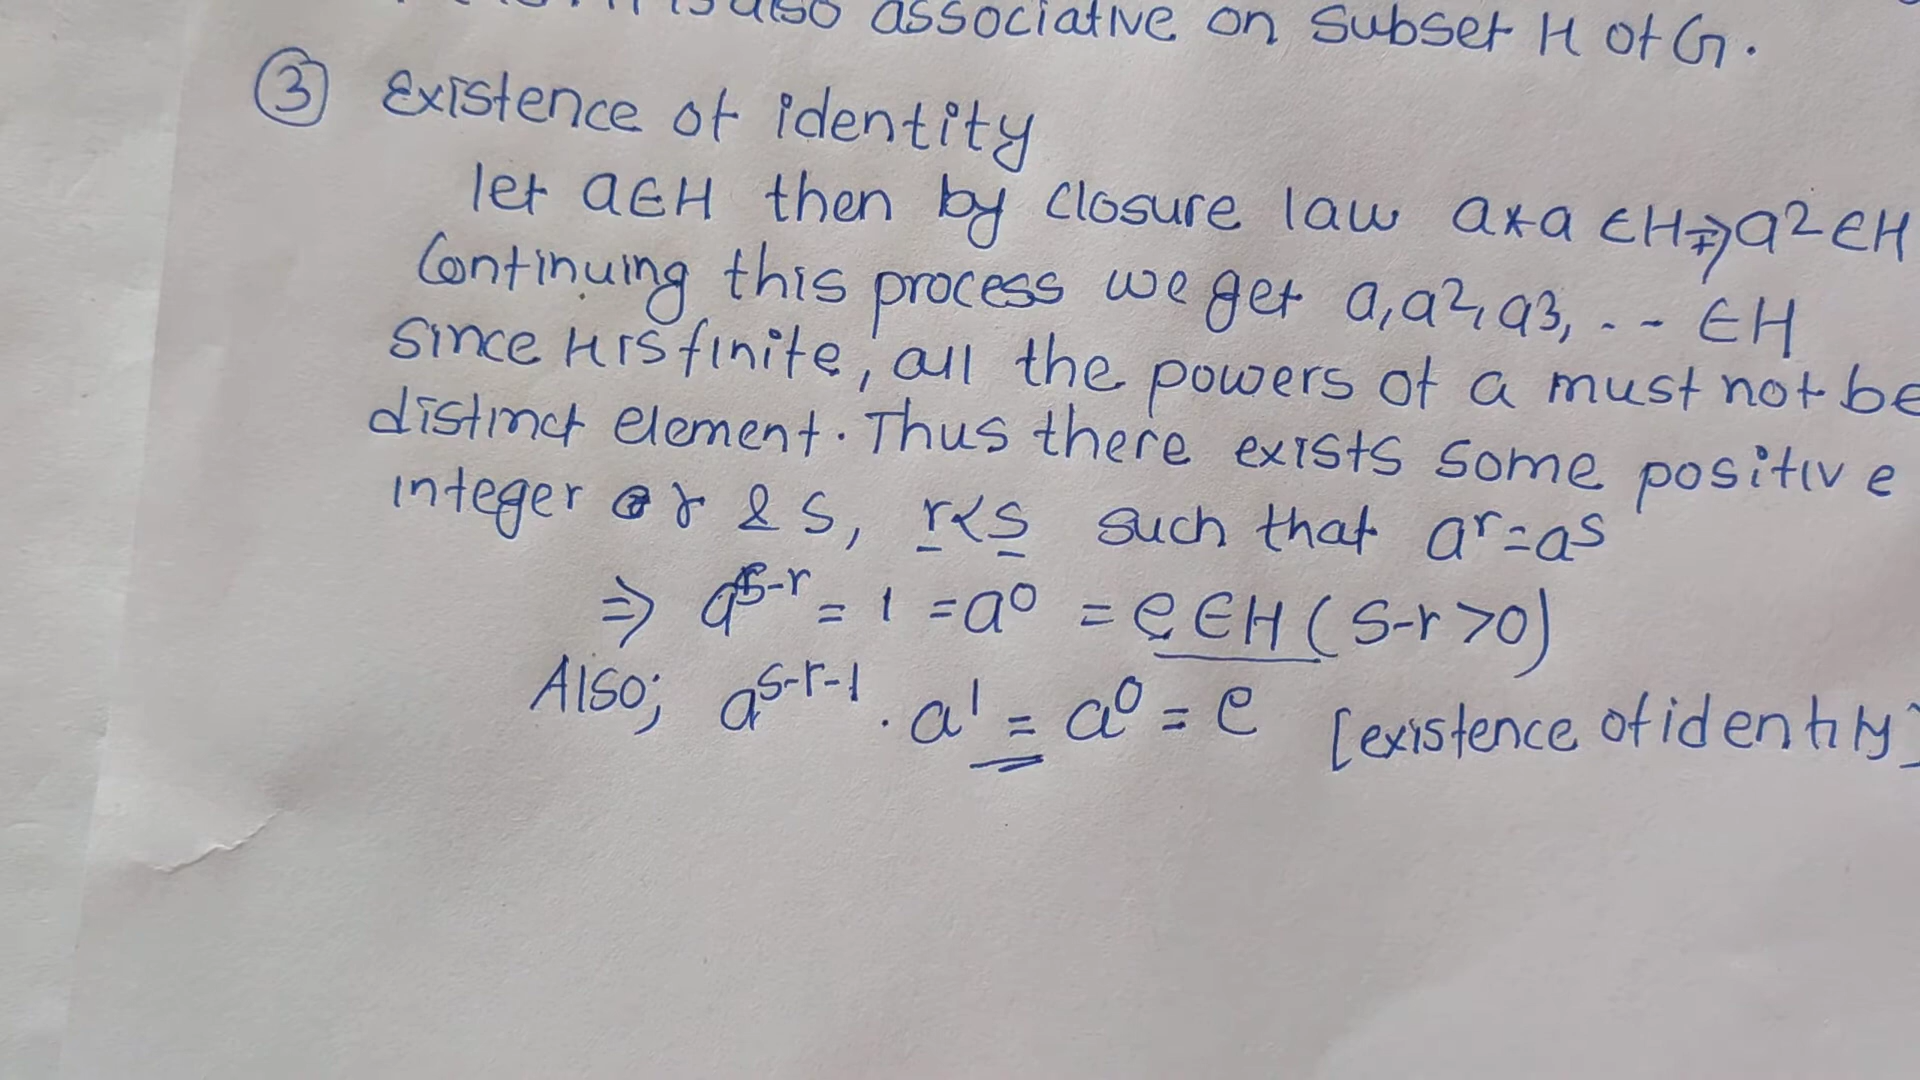 is also associative on subset H of G.
③ Existence of identity
let a∈H then by closure law a*a ∈H⇒a²∈H
Continuing this process we get a, a², a3, .. - ∈H
since H is finite, all the powers of a must not be
distinct element. Thus there exists some positive
integer r & s, r<s such that aʳ=aˢ
⇒ aˢ⁻ʳ = 1 = a⁰ = e∈H (s-r>0)
Also; aˢ⁻ʳ⁻¹ . a¹ = a⁰ = e [existence of identity]